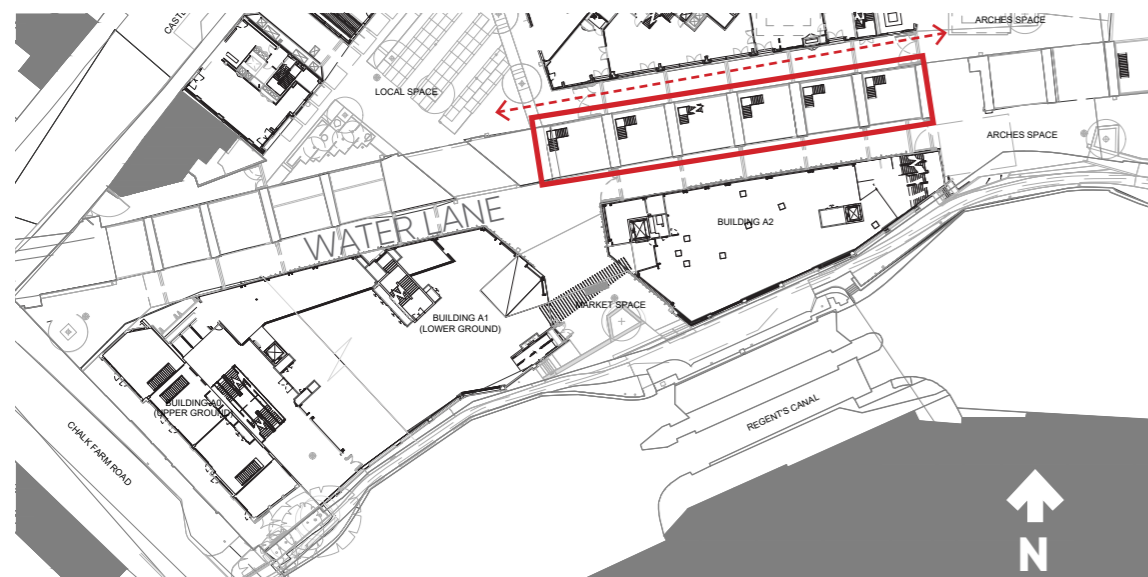 CASTL
ARCHES SPACE
LOCAL SPACE
ARCHES SPACE
WATER LANE
BUILDING A2
MARKET SPACE
BUILDING A1
(LOWER GROUND)
BUILDING A0
(UPPER GROUND)
CHALK FARM ROAD
REGENT'S CANAL
N